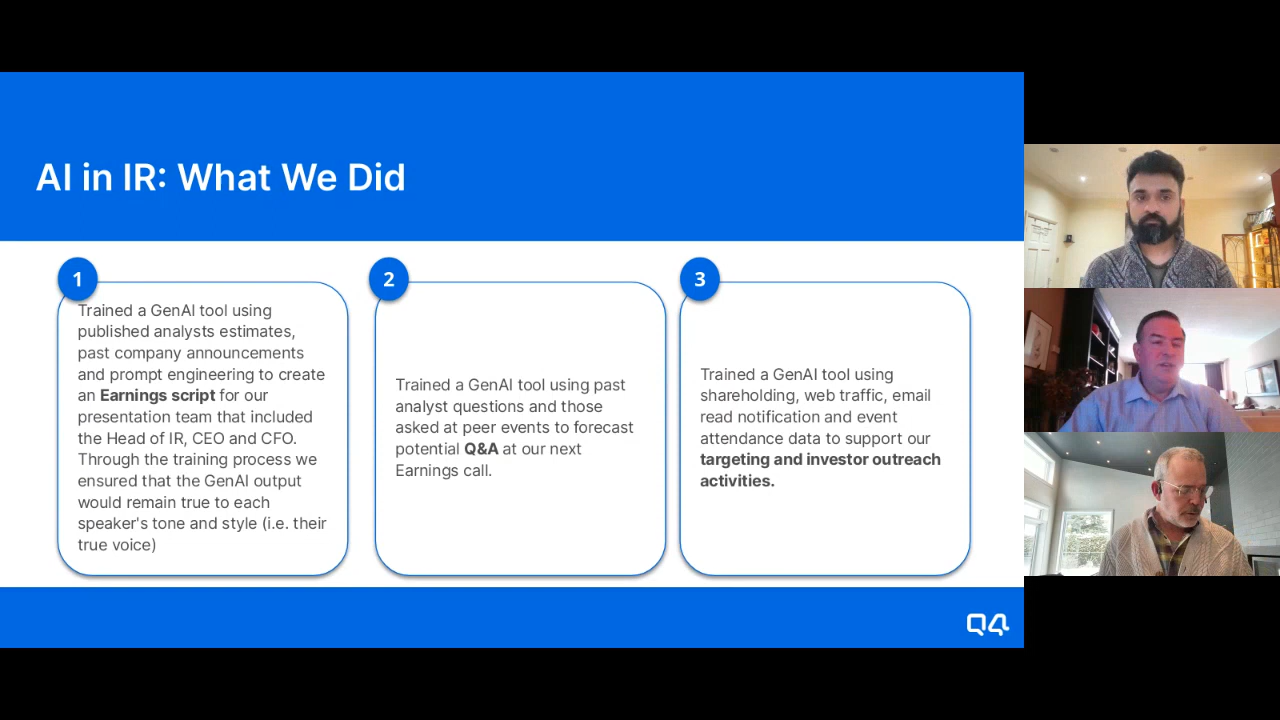 AI in IR: What We Did
1
Trained a GenAI tool using
published analysts estimates,
past company announcements
and prompt engineering to create
an Earnings script for our
presentation team that included
the Head of IR, CEO and CFO.
Through the training process we
ensured that the GenAI output
would remain true to each
speaker's tone and style (i.e. their
true voice)
2
Trained a GenAI tool using past
analyst questions and those
asked at peer events to forecast
potential Q&A at our next
Earnings call.
3
Trained a GenAI tool using
shareholding, web traffic, email
read notification and event
attendance data to support our
targeting and investor outreach
activities.
Q4